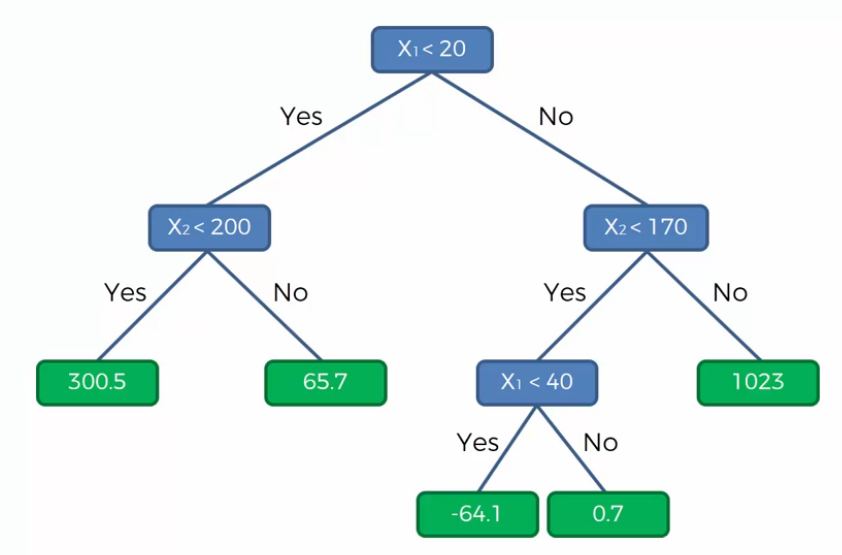 X₁ < 20
Yes
No
X₂ < 200
X₂ < 170
Yes
No
Yes
No
300.5
65.7
X₁ < 40
1023
Yes
No
-64.1
0.7